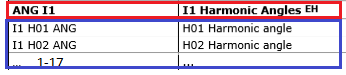 ANG I1 I1 Harmonic Angles EH
I1 H01 ANG H01 Harmonic angle
I1 H02 ANG H02 Harmonic angle
... 1-17 ...